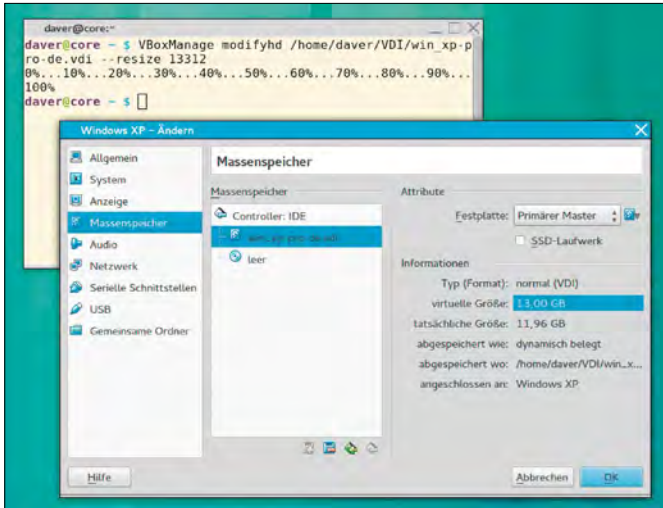 daver@core:~
daver@core ~ $ VBoxManage modifyhd /home/daver/VDI/win_xp-p
ro-de.vdi --resize 13312
0%...10%...20%...30%...40%...50%...60%...70%...80%...90%...
100%
daver@core ~ $
Windows XP – Ändern
Allgemein
System
Anzeige
Massenspeicher
Audio
Netzwerk
Serielle Schnittstellen
USB
Gemeinsame Ordner
Massenspeicher
Massenspeicher
Controller: IDE
leer
Attribute
Festplatte: Primärer Master
SSD-Laufwerk
Informationen
Typ (Format): normal (VDI)
virtuelle Größe: 13,00 GB
tatsächliche Größe: 11,96 GB
abgespeichert wie: dynamisch belegt
abgespeichert wo: /home/daver/VDI/win_x...
angeschlossen an: Windows XP
Hilfe
Abbrechen
OK